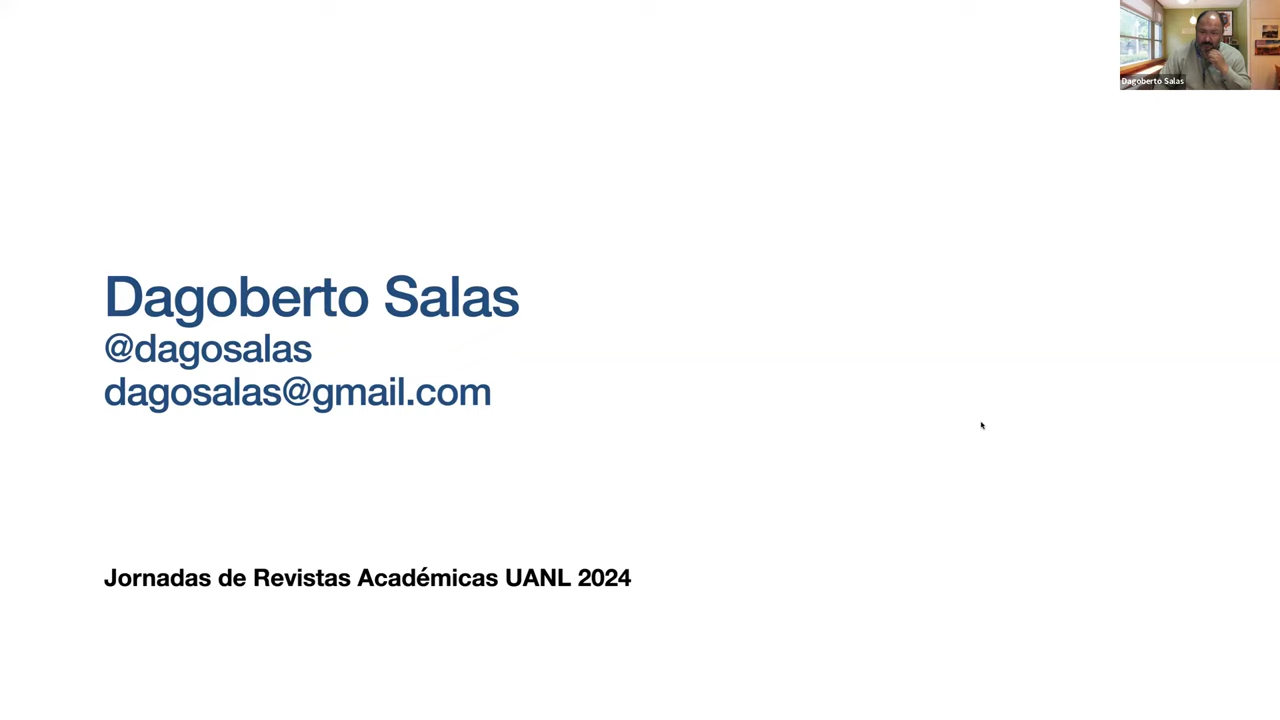 Dagoberto Salas
Dagoberto Salas
@dagosalas
dagosalas@gmail.com
Jornadas de Revistas Académicas UANL 2024